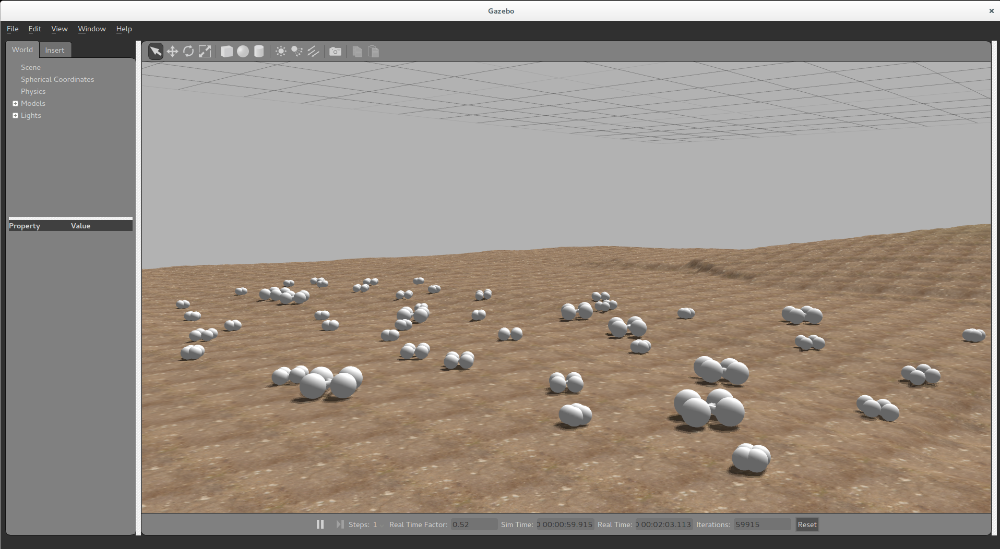 Gazebo
File Edit View Window Help
World Insert
Scene
Spherical Coordinates
Physics
Models
Lights
Property Value
Steps: 1 Real Time Factor: 0.52 Sim Time: 00:00:59.915 Real Time: 00:02:03.113 Iterations: 59915 Reset